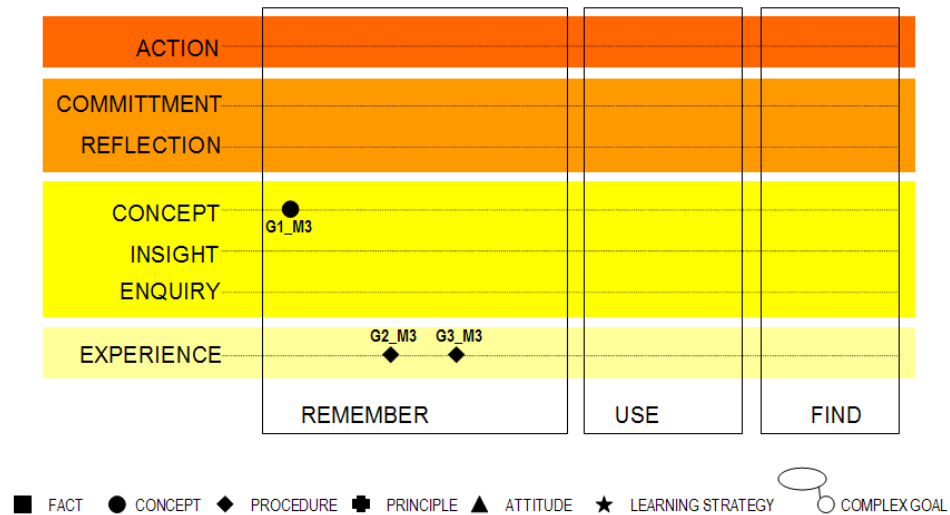 ACTION
COMMITTMENT
REFLECTION
CONCEPT
G1_M3
INSIGHT
ENQUIRY
G2_M3 G3_M3
EXPERIENCE
REMEMBER USE FIND
FACT CONCEPT PROCEDURE PRINCIPLE ATTITUDE LEARNING STRATEGY COMPLEX GOAL